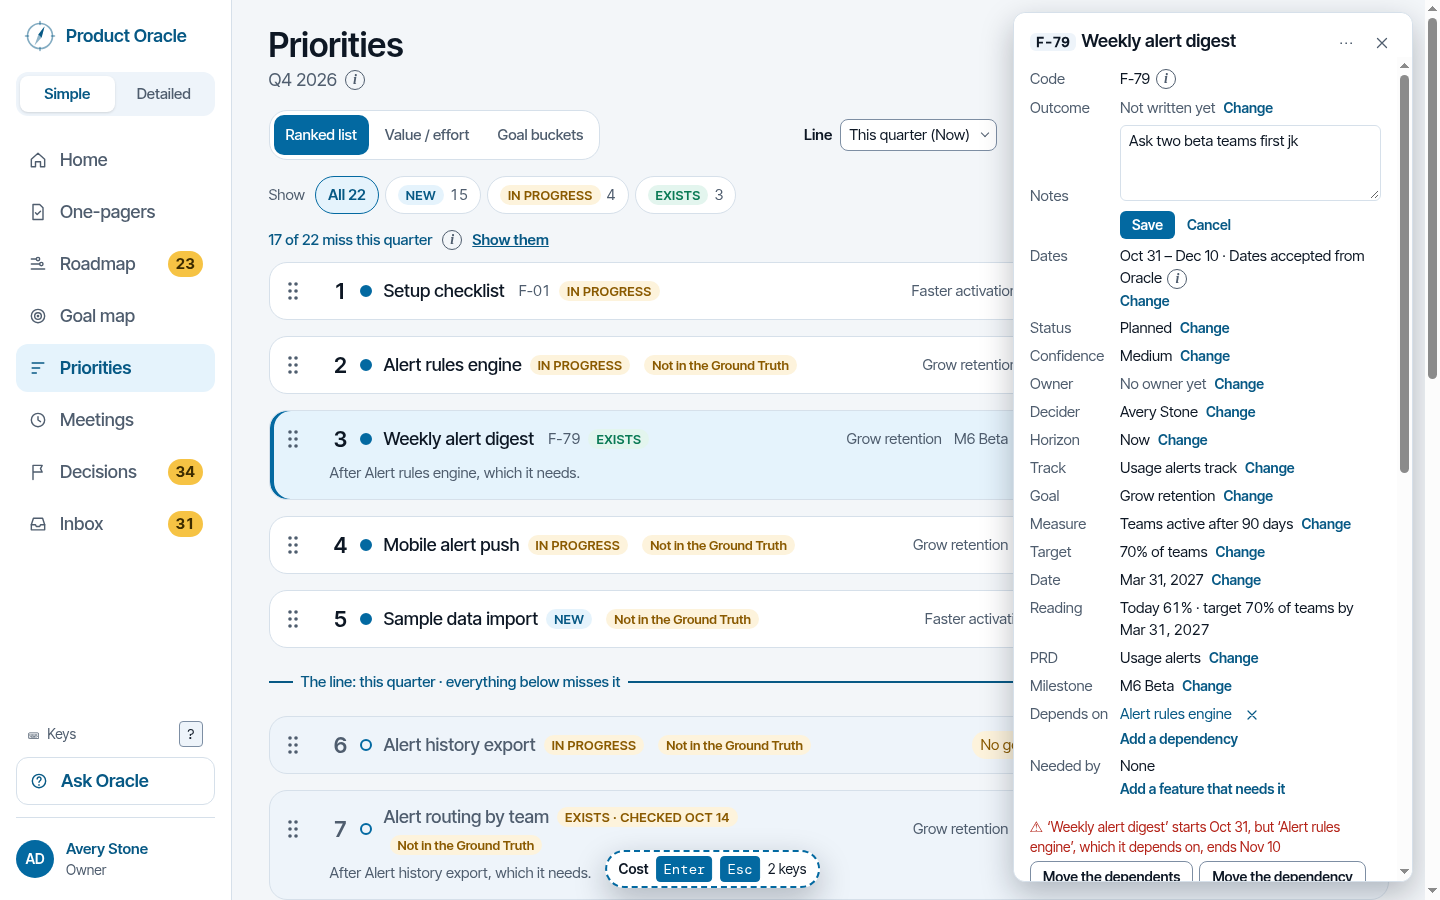 Product Oracle
Simple
Detailed
Home
One-pagers
Roadmap 23
Goal map
Priorities
Meetings
Decisions 34
Inbox 31
Keys ?
Ask Oracle
AD
Avery Stone
Owner
Priorities
Q4 2026 i
Ranked list
Value / effort
Goal buckets
Line This quarter (Now)
Show All 22 NEW 15 IN PROGRESS 4 EXISTS 3
17 of 22 miss this quarter i Show them
1 Setup checklist F-01 IN PROGRESS Faster activation
2 Alert rules engine IN PROGRESS Not in the Ground Truth Grow retention
3 Weekly alert digest F-79 EXISTS Grow retention M6 Beta
After Alert rules engine, which it needs.
4 Mobile alert push IN PROGRESS Not in the Ground Truth Grow retention
5 Sample data import NEW Not in the Ground Truth Faster activati
The line: this quarter · everything below misses it
6 Alert history export IN PROGRESS Not in the Ground Truth No go
7 Alert routing by team EXISTS · CHECKED OCT 14 Grow retention
Not in the Ground Truth
After Alert history export, which it needs.
Cost Enter Esc 2 keys
F-79 Weekly alert digest ...
Code F-79 i
Outcome Not written yet Change
Notes Ask two beta teams first jk
Save Cancel
Dates Oct 31 – Dec 10 · Dates accepted from
Oracle i
Change
Status Planned Change
Confidence Medium Change
Owner No owner yet Change
Decider Avery Stone Change
Horizon Now Change
Track Usage alerts track Change
Goal Grow retention Change
Measure Teams active after 90 days Change
Target 70% of teams Change
Date Mar 31, 2027 Change
Reading Today 61% · target 70% of teams by
Mar 31, 2027
PRD Usage alerts Change
Milestone M6 Beta Change
Depends on Alert rules engine
Add a dependency
Needed by None
Add a feature that needs it
⚠ ‘Weekly alert digest’ starts Oct 31, but ‘Alert rules
engine’, which it depends on, ends Nov 10
Move the dependents
Move the dependency